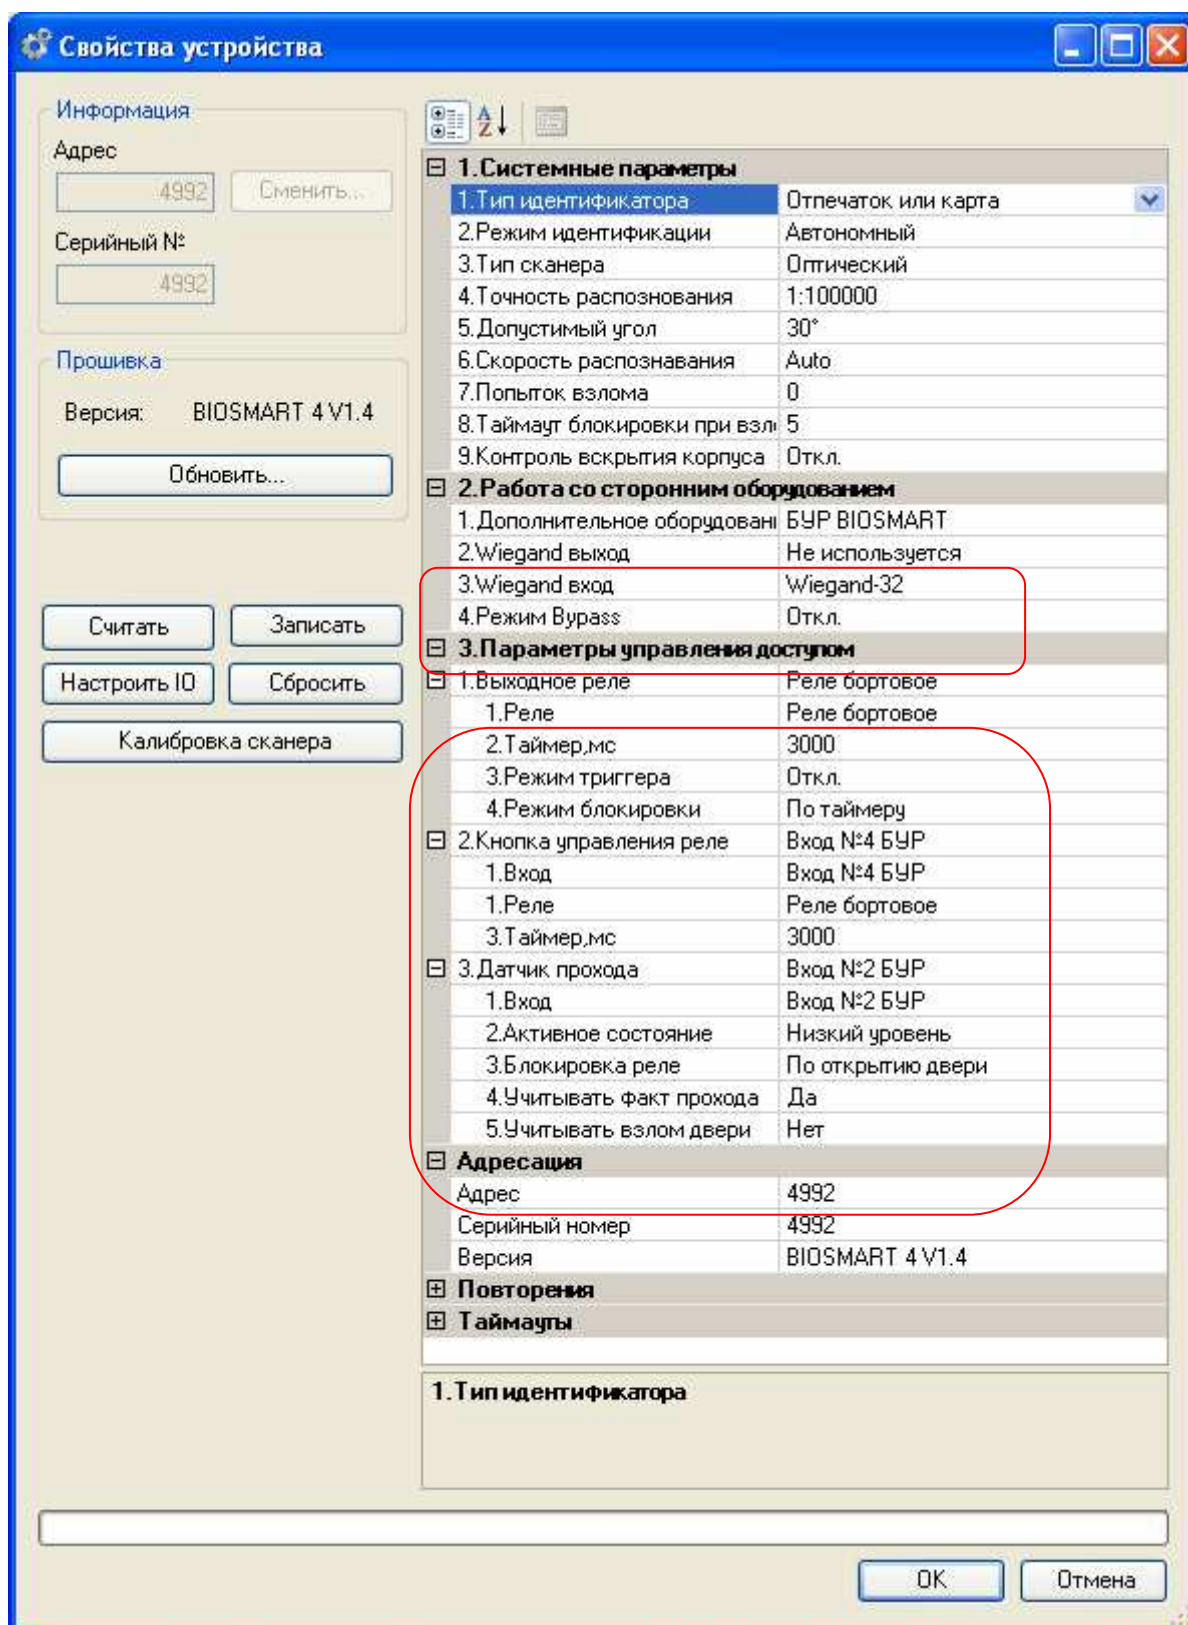 Свойства устройства
Информация
Адрес
4992 Сменить...
Серийный №
4992
Прошивка
Версия: BIOSMART 4 V1.4
Обновить...
Считать Записать
Настроить IO Сбросить
Калибровка сканера
1.Системные параметры
1.Тип идентификатора Отпечаток или карта
2.Режим идентификации Автономный
3.Тип сканера Оптический
4.Точность распознования 1:100000
5.Допустимый угол 30°
6.Скорость распознавания Auto
7.Попыток взлома 0
8.Таймаут блокировки при взл 5
9.Контроль вскрытия корпуса Откл.
2.Работа со сторонним оборудованием
1.Дополнительное оборудован БУР BIOSMART
2.Wiegand выход Не используется
3.Wiegand вход Wiegand-32
4.Режим Bypass Откл.
3.Параметры управления доступом
1.Выходное реле Реле бортовое
1.Реле Реле бортовое
2.Таймер,мс 3000
3.Режим триггера Откл.
4.Режим блокировки По таймеру
2.Кнопка управления реле Вход №4 БУР
1.Вход Вход №4 БУР
1.Реле Реле бортовое
3.Таймер,мс 3000
3.Датчик прохода Вход №2 БУР
1.Вход Вход №2 БУР
2.Активное состояние Низкий уровень
3.Блокировка реле По открытию двери
4.Учитывать факт прохода Да
5.Учитывать взлом двери Нет
Адресация
Адрес 4992
Серийный номер 4992
Версия BIOSMART 4 V1.4
Повторения
Таймауты
1.Тип идентификатора
OK Отмена